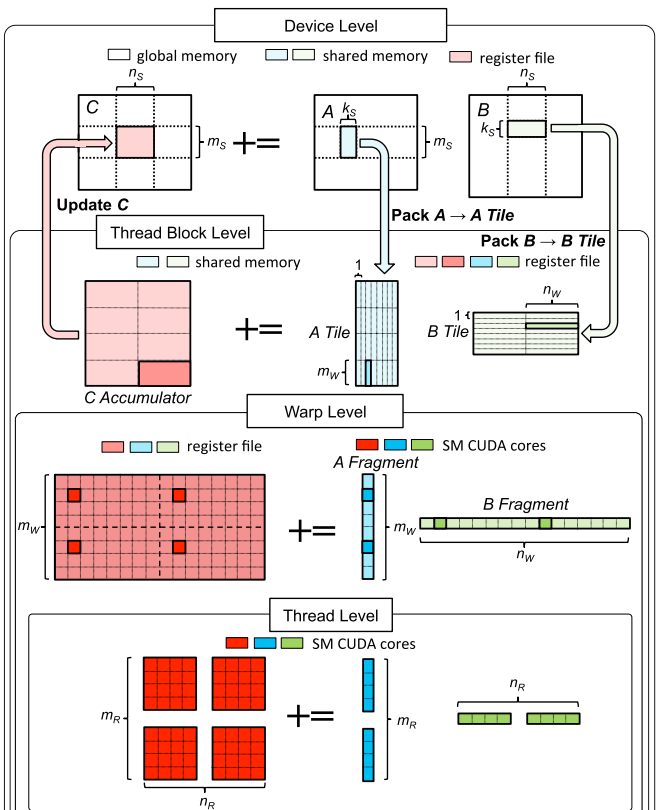 Device Level
global memory shared memory register file
n_S n_S
C A k_S B
m_S += m_S k_S
Update C
Pack A → A Tile
Thread Block Level
Pack B → B Tile
shared memory register file
1 n_W
1
+= A Tile B Tile
m_W
C Accumulator
Warp Level
register file SM CUDA cores
A Fragment
B Fragment
m_W += m_W
n_W
Thread Level
SM CUDA cores
n_R
m_R += m_R
n_R